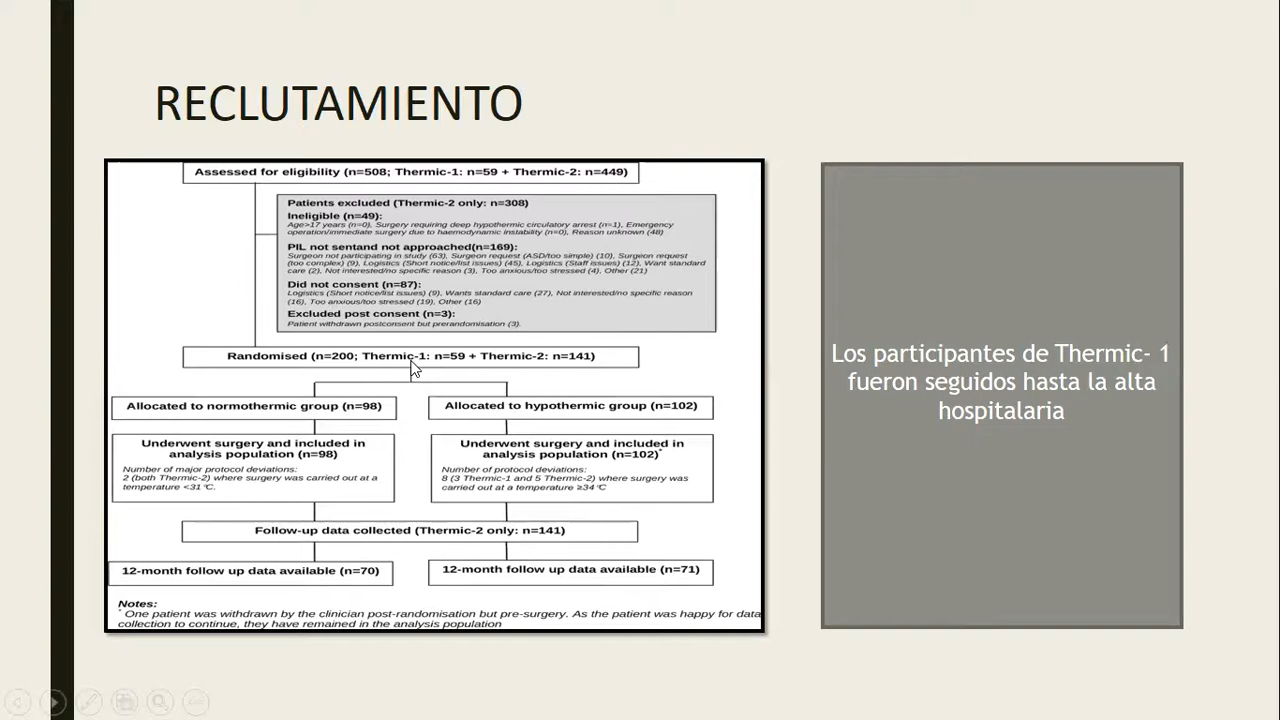 RECLUTAMIENTO
Assessed for eligibility (n=508; Thermic-1: n=59 + Thermic-2: n=449)
Patients excluded (Thermic-2 only: n=308)
Ineligible (n=49):
Age>17 years (n=0), Surgery requiring deep hypothermic circulatory arrest (n=1), Emergency
operation/immediate surgery due to haemodynamic instability (n=0), Reason unknown (48)
PIL not sentand not approached(n=169):
Surgeon not participating in study (63), Surgeon request (ASD/too simple) (10), Surgeon request
(too complex) (9), Logistics (Short notice/list issues) (45), Logistics (Staff issues) (12), Want standard
care (2), Not interested/no specific reason (3), Too anxious/too stressed (4), Other (21)
Did not consent (n=87):
Logistics (Short notice/list issues) (9), Wants standard care (27), Not interested/no specific reason
(16), Too anxious/too stressed (19), Other (16)
Excluded post consent (n=3):
Patient withdrawn postconsent but prerandomisation (3).
Randomised (n=200; Thermic-1: n=59 + Thermic-2: n=141)
Allocated to normothermic group (n=98)
Allocated to hypothermic group (n=102)
Underwent surgery and included in
analysis population (n=98)
Number of major protocol deviations:
2 (both Thermic-2) where surgery was carried out at a
temperature <31°C.
Underwent surgery and included in
analysis population (n=102)*
Number of protocol deviations:
8 (3 Thermic-1 and 5 Thermic-2) where surgery was
carried out at a temperature ≥34°C
Follow-up data collected (Thermic-2 only: n=141)
12-month follow up data available (n=70)
12-month follow up data available (n=71)
Notes:
* One patient was withdrawn by the clinician post-randomisation but pre-surgery. As the patient was happy for data
collection to continue, they have remained in the analysis population
Los participantes de Thermic- 1
fueron seguidos hasta la alta
hospitalaria